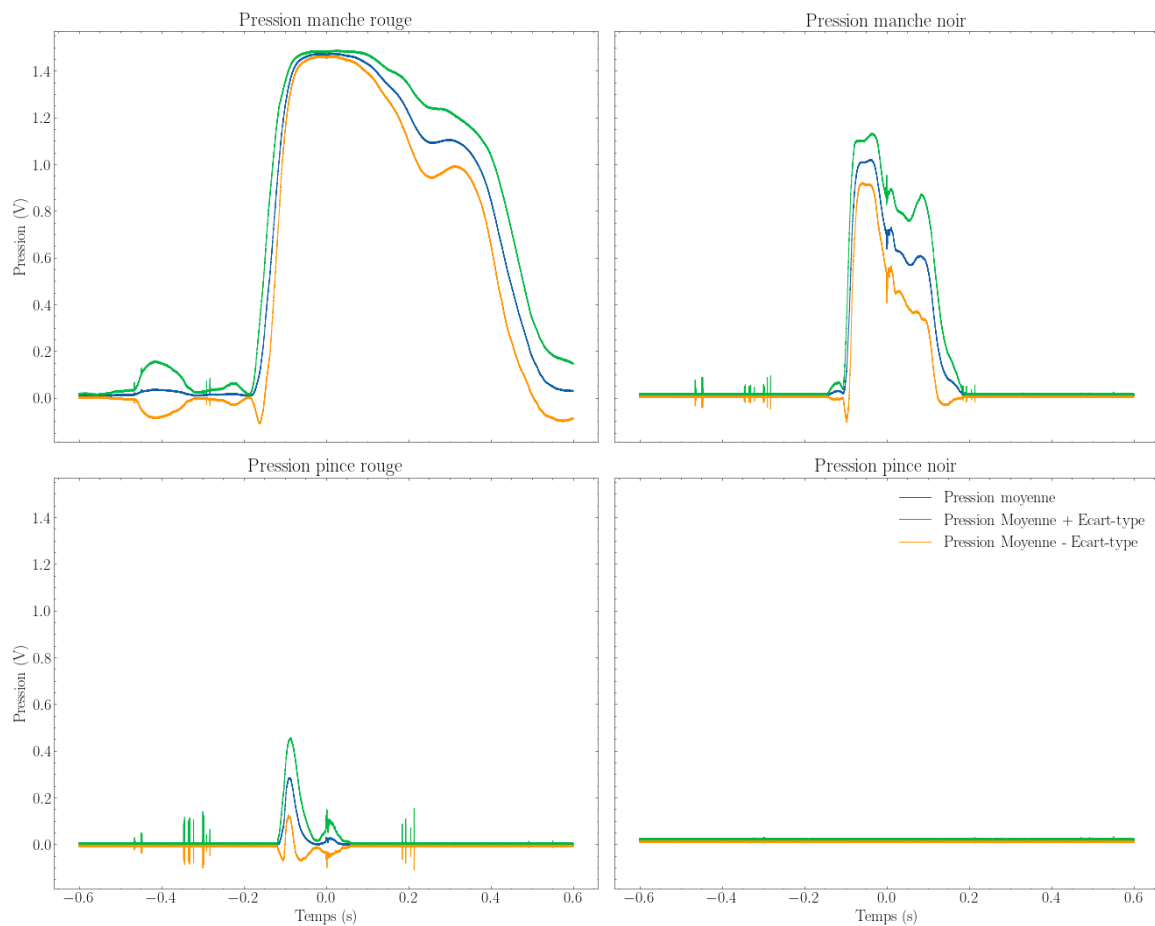 Pression manche rouge
Pression manche noir
1.4
1.2
1.0
0.8
0.6
0.4
0.2
0.0
Pression (V)
Pression pince rouge
Pression pince noir
1.4
1.2
1.0
0.8
0.6
0.4
0.2
0.0
Pression (V)
Pression moyenne
Pression Moyenne + Ecart-type
Pression Moyenne - Ecart-type
−0.6 −0.4 −0.2 0.0 0.2 0.4 0.6
−0.6 −0.4 −0.2 0.0 0.2 0.4 0.6
Temps (s)
Temps (s)